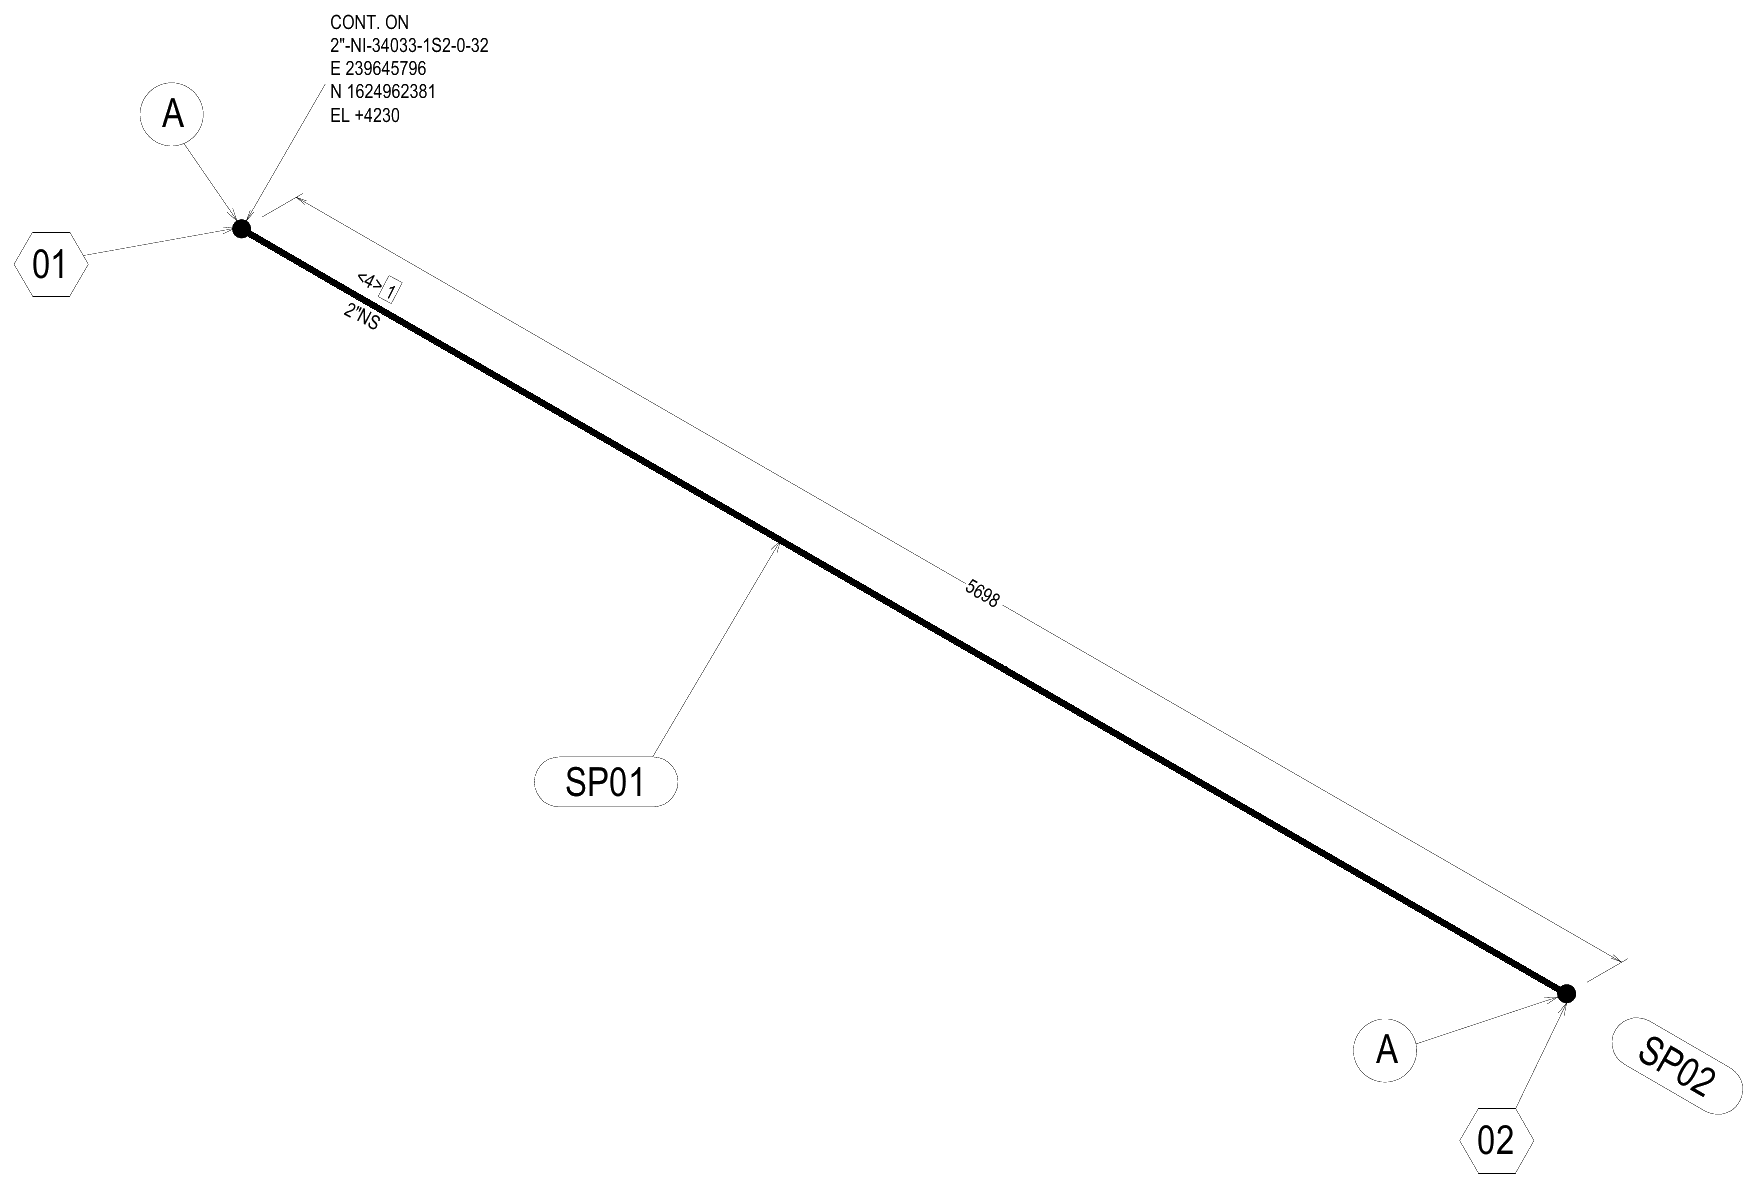 CONT. ON
2"-NI-34033-1S2-0-32
E 239645796
N 1624962381
EL +4230
A
01
<4> 1
2"NS
5698
SP01
A
SP02
02